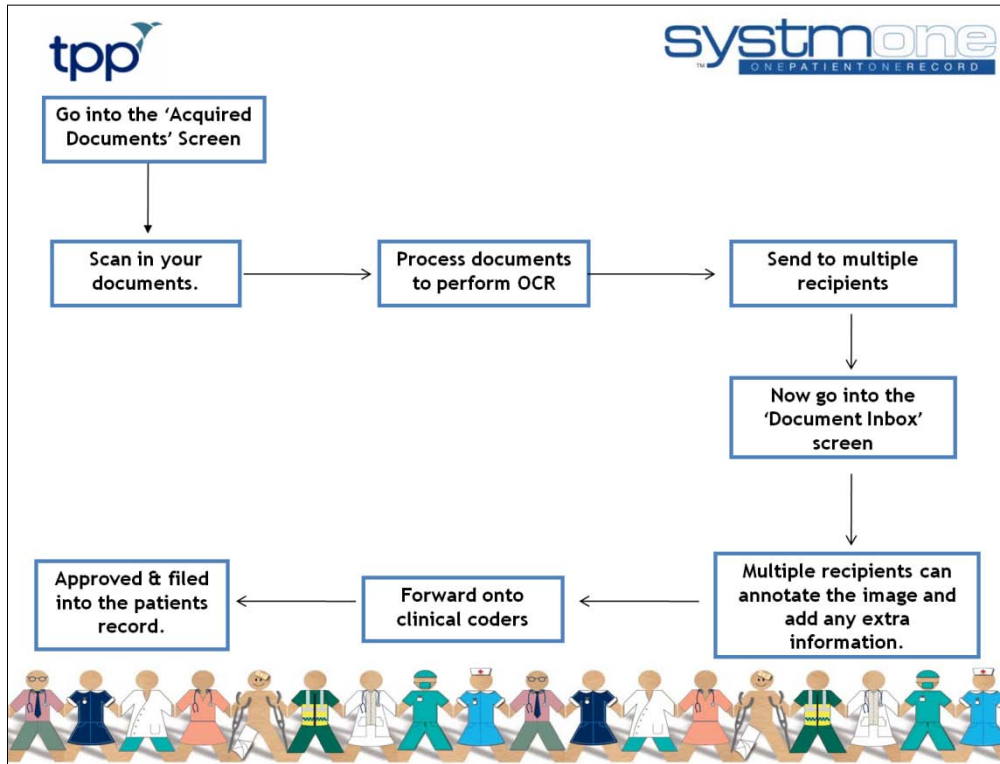 tpp
systmone
TM
ONEPATIENTONERECORD
Go into the ‘Acquired
Documents’ Screen
Scan in your
documents.
Process documents
to perform OCR
Send to multiple
recipients
Now go into the
‘Document Inbox’
screen
Multiple recipients can
annotate the image and
add any extra
information.
Forward onto
clinical coders
Approved & filed
into the patients
record.